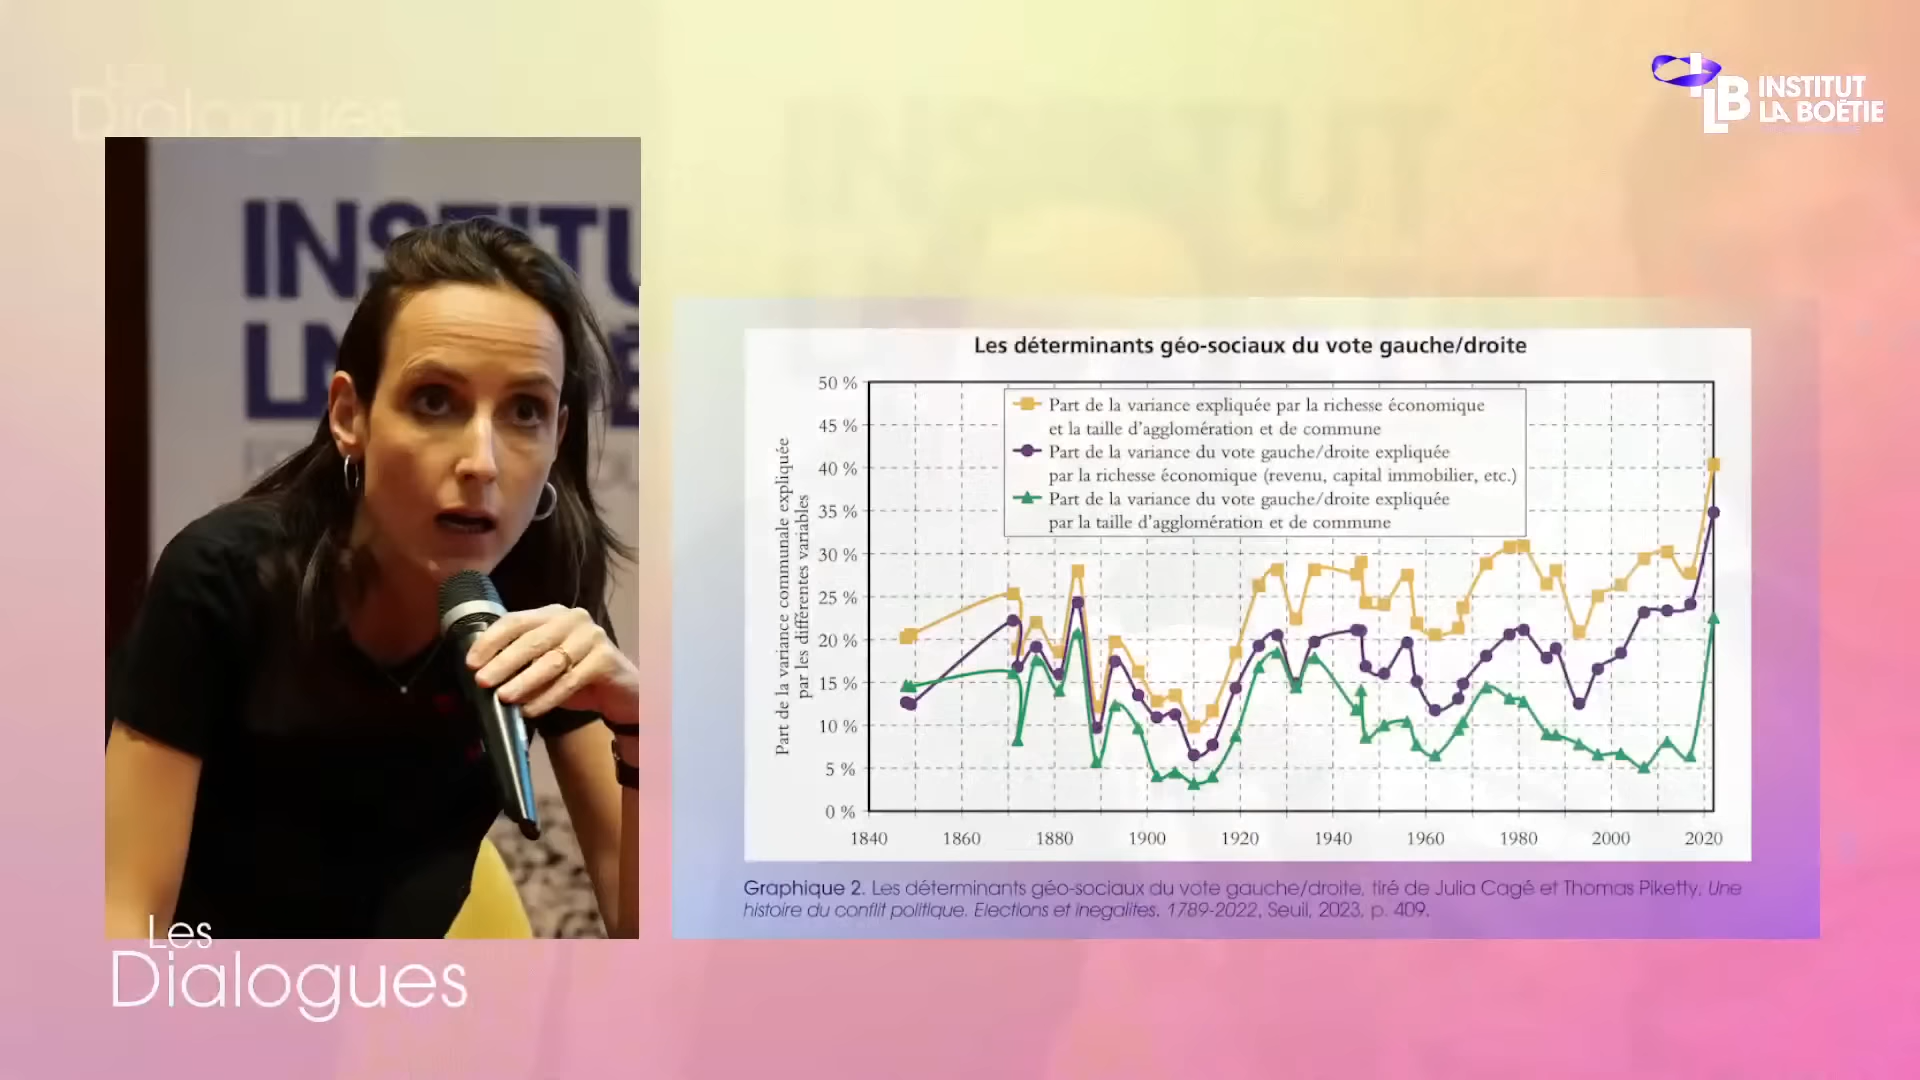 Les
Dialogues
INSTITUT
LA BOÉTIE
LB
INSTITU
Les déterminants géo-sociaux du vote gauche/droite
Part de la variance communale expliquée
par les différentes variables
50 %
45 %
40 %
35 %
30 %
25 %
20 %
15 %
10 %
5 %
0 %
Part de la variance expliquée par la richesse économique
et la taille d’agglomération et de commune
Part de la variance du vote gauche/droite expliquée
par la richesse économique (revenu, capital immobilier, etc.)
Part de la variance du vote gauche/droite expliquée
par la taille d’agglomération et de commune
1840 1860 1880 1900 1920 1940 1960 1980 2000 2020
Graphique 2. Les déterminants géo-sociaux du vote gauche/droite, tiré de Julia Cagé et Thomas Piketty, Une
histoire du conflit politique. Elections et inegalites. 1789-2022, Seuil, 2023, p. 409.
Les
Dialogues